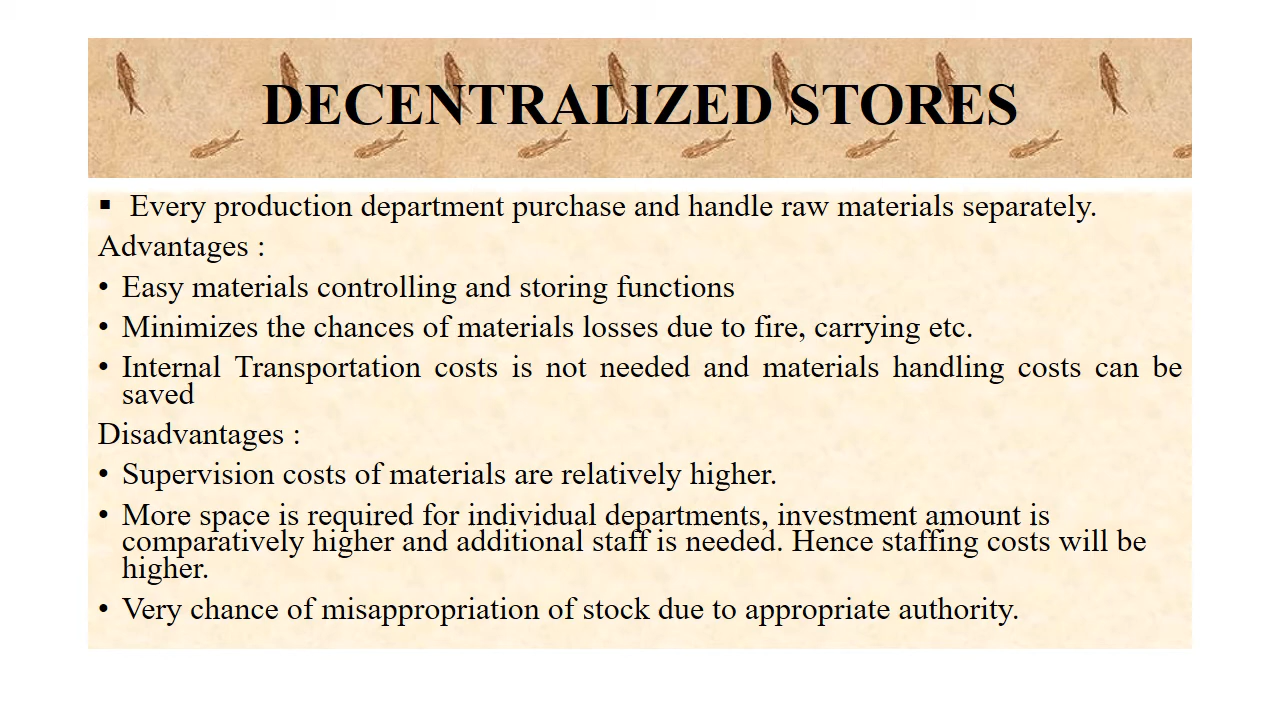 DECENTRALIZED STORES
▪ Every production department purchase and handle raw materials separately.
Advantages :
• Easy materials controlling and storing functions
• Minimizes the chances of materials losses due to fire, carrying etc.
• Internal Transportation costs is not needed and materials handling costs can be
saved
Disadvantages :
• Supervision costs of materials are relatively higher.
• More space is required for individual departments, investment amount is
comparatively higher and additional staff is needed. Hence staffing costs will be
higher.
• Very chance of misappropriation of stock due to appropriate authority.